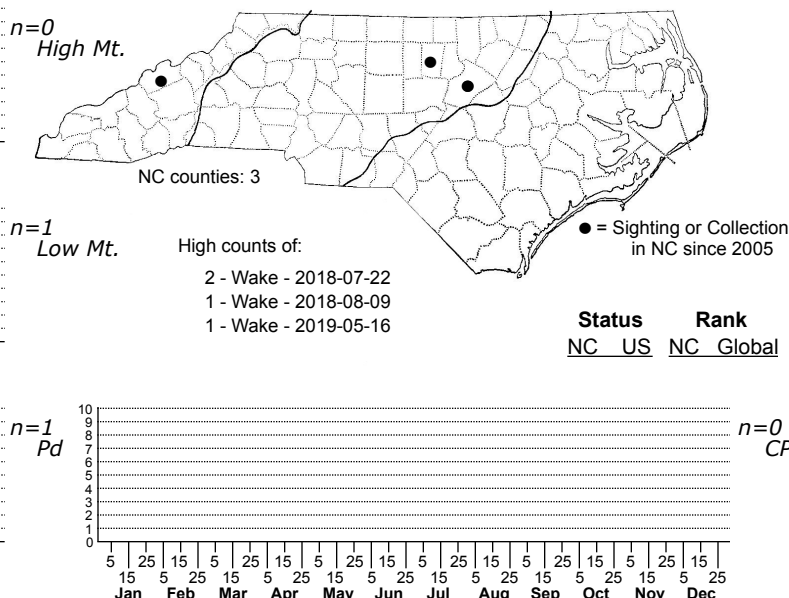 n=0
High Mt.
NC counties: 3
n=1
Low Mt.
High counts of:
2 - Wake - 2018-07-22
1 - Wake - 2018-08-09
1 - Wake - 2019-05-16
● = Sighting or Collection
in NC since 2005
Status Rank
NC US NC Global
n=1
Pd
10
9
8
7
6
5
4
3
2
1
0
n=0
CP
5 25 15 5 25 15 5 25 15 5 25 15 5 25 15 5 25 15
15 5 25 15 5 25 15 5 25 15 5 25 15 5 25 15 5 25
Jan Feb Mar Apr May Jun Jul Aug Sep Oct Nov Dec